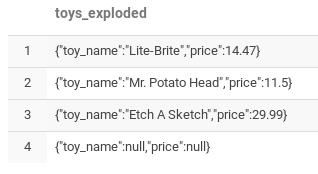 toys_exploded
1 {"toy_name":"Lite-Brite","price":14.47}
2 {"toy_name":"Mr. Potato Head","price":11.5}
3 {"toy_name":"Etch A Sketch","price":29.99}
4 {"toy_name":null,"price":null}